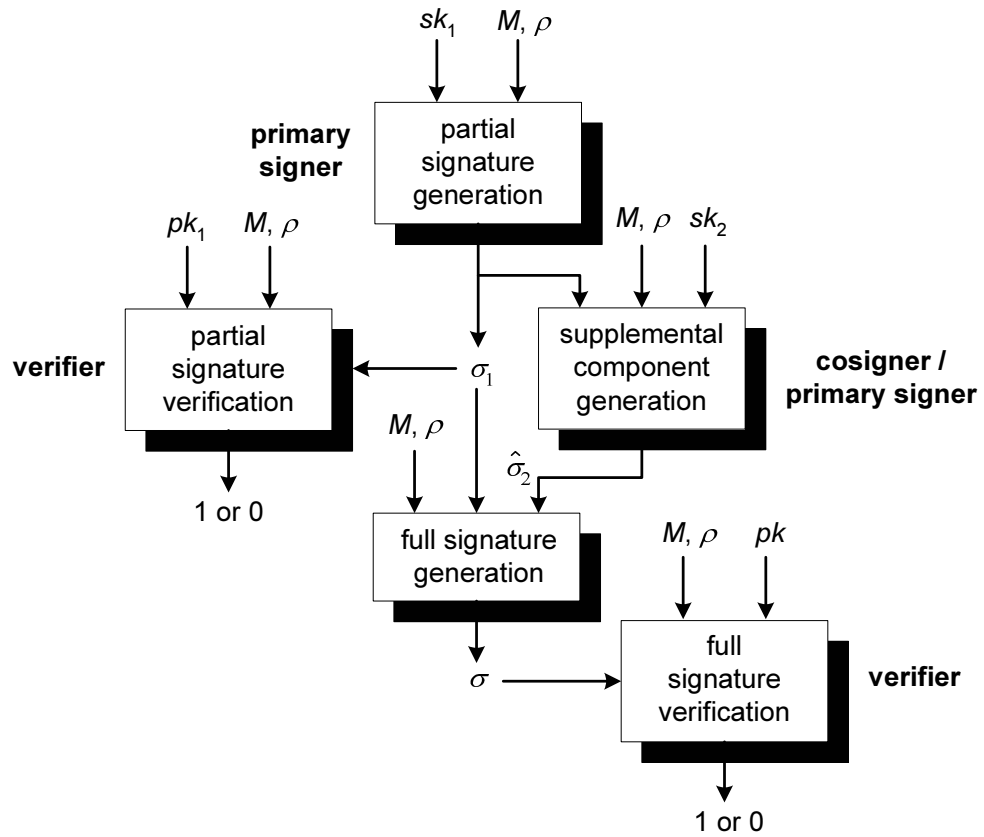 sk₁ M, ρ
primary
signer
partial
signature
generation
pk₁ M, ρ
M, ρ sk₂
verifier
partial
signature
verification
σ₁
supplemental
component
generation
cosigner /
primary signer
M, ρ
σ̂₂
1 or 0
full signature
generation
M, ρ pk
σ
full
signature
verification
verifier
1 or 0